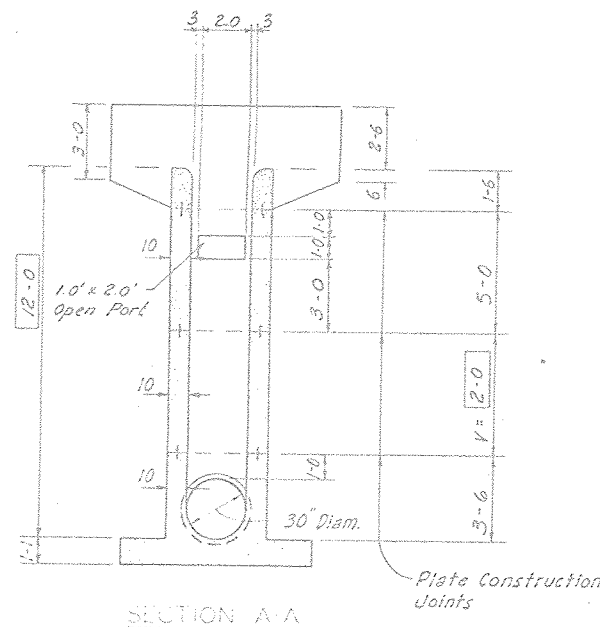 3 2.0 3
3-0
2-6
6
1-6
1-0
1.0
10
1.0' x 2.0'
Open Port
3-0
5-0
12-0
10
V = 2-0
10
1-0
30" Diam.
3-6
1-1
Plate Construction
Joints
SECTION A-A